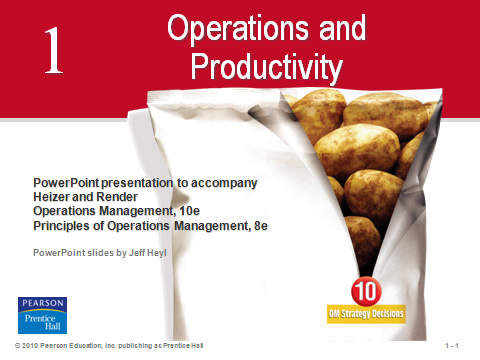 1
Operations and
Productivity
PowerPoint presentation to accompany
Heizer and Render
Operations Management, 10e
Principles of Operations Management, 8e
PowerPoint slides by Jeff Heyl
10
OM Strategy Decisions
PEARSON
Prentice
Hall
© 2010 Pearson Education, Inc. publishing as Prentice Hall
1 - 1